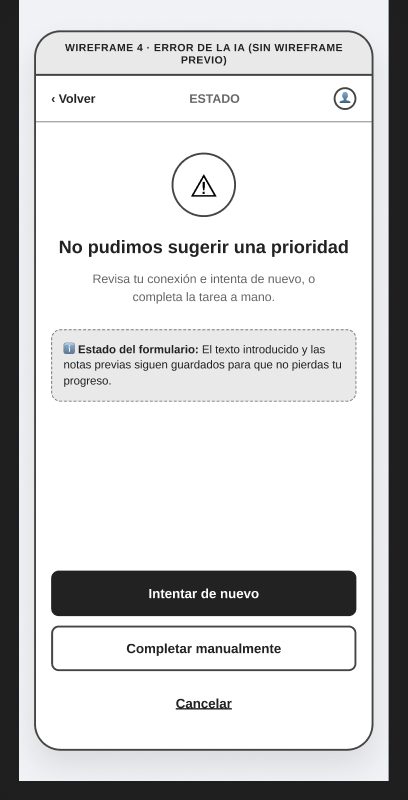 WIREFRAME 4 · ERROR DE LA IA (SIN WIREFRAME
PREVIO)
‹ Volver
ESTADO
No pudimos sugerir una prioridad
Revisa tu conexión e intenta de nuevo, o
completa la tarea a mano.
ℹ️ Estado del formulario: El texto introducido y las
notas previas siguen guardados para que no pierdas tu
progreso.
Intentar de nuevo
Completar manualmente
Cancelar